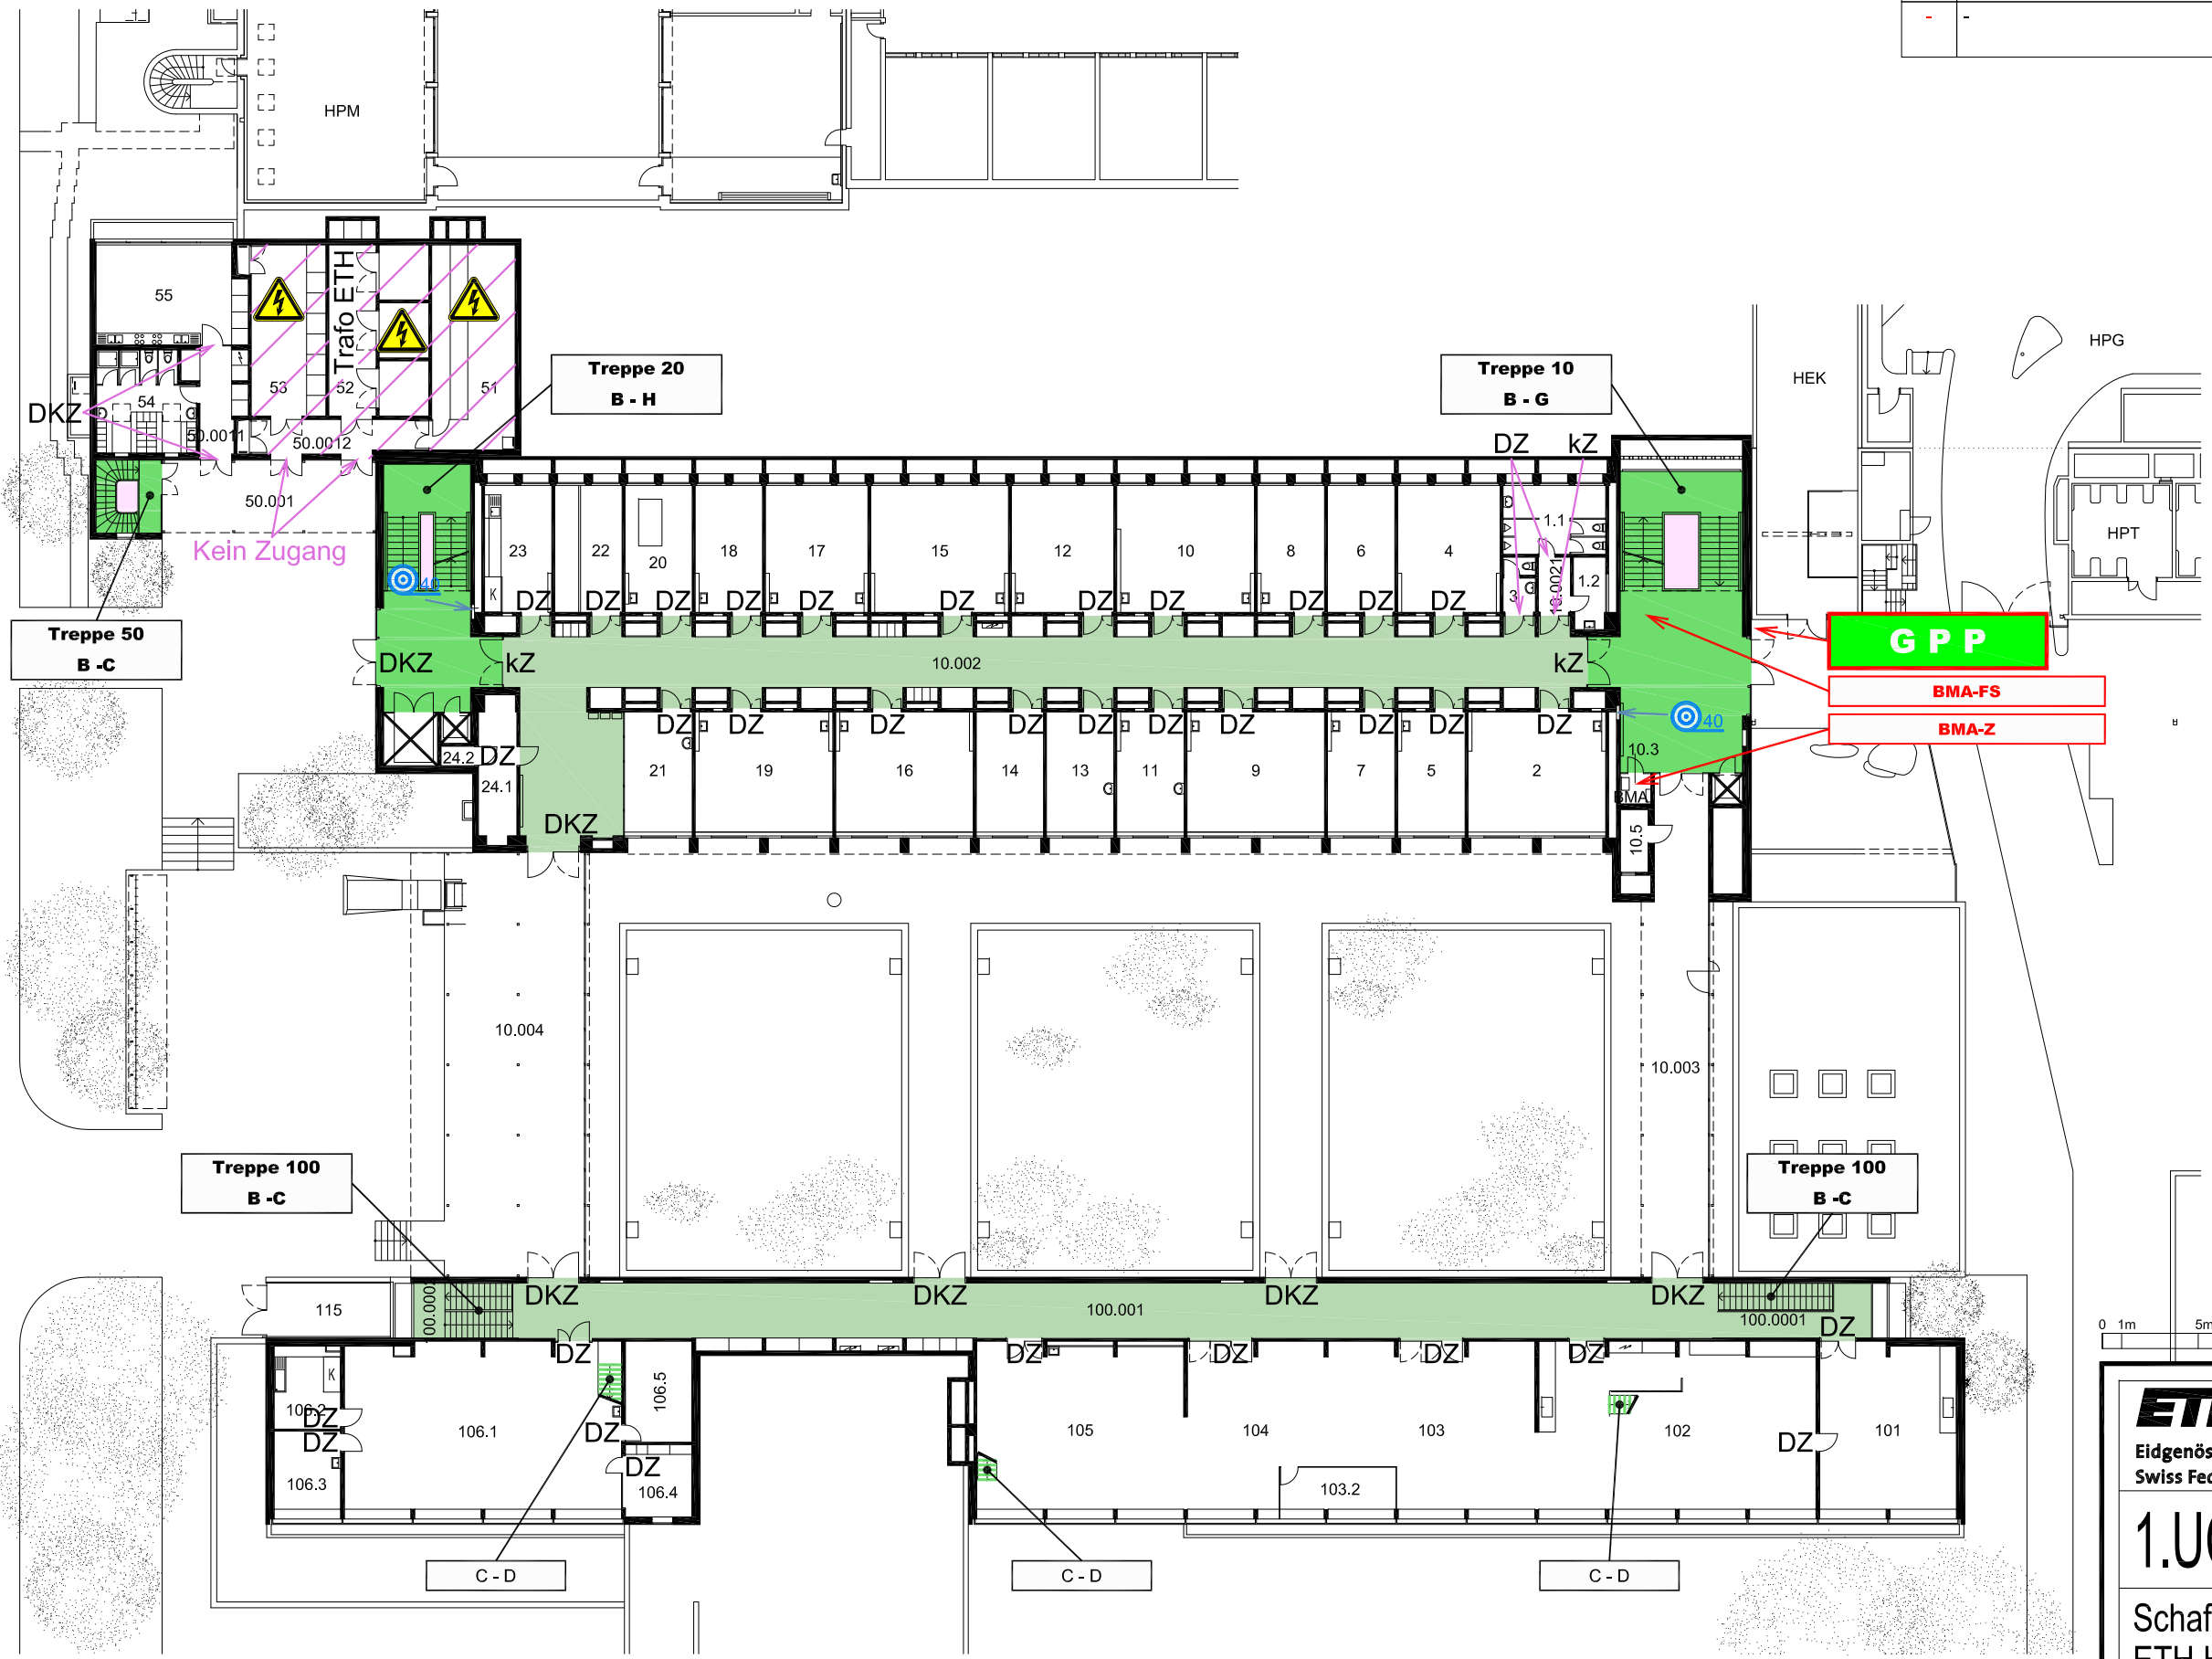 -
-
HPM
55
Trafo ETH
53
52
51
54
DKZ
50.0011
50.0012
50.001
Kein Zugang
Treppe 20
B - H
Treppe 10
B - G
HEK
HPG
HPT
DZ
kZ
Treppe 50
B -C
40
23
22
20
18
17
15
12
10
8
6
4
1.1
3
1.2
K
DZ
DZ
DZ
DZ
DZ
DZ
DZ
DZ
DZ
DZ
DKZ
kZ
10.002
kZ
G P P
BMA-FS
BMA-Z
40
DZ
DZ
DZ
DZ
DZ
DZ
DZ
DZ
DZ
DZ
24.2
DZ
24.1
21
19
16
14
13
11
9
7
5
2
10.3
BMA
10.5
DKZ
10.004
10.003
Treppe 100
B -C
Treppe 100
B -C
115
DKZ
DKZ
100.001
DKZ
DKZ
100.0001
DZ
0 1m
5m
DZ
DZ
DZ
DZ
DZ
K
106.2
DZ
DZ
106.3
106.1
DZ
106.5
DZ
106.4
105
104
103
103.2
102
DZ
101
C - D
C - D
C - D
ETH
Eidgenös
Swiss Fed
1.U
Schaf
ETH